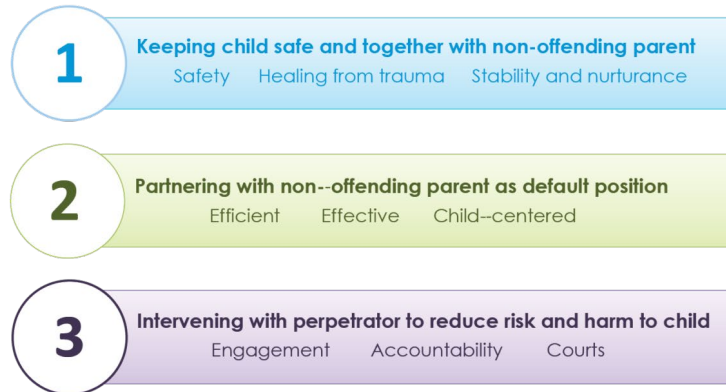 1
Keeping child safe and together with non-offending parent
Safety Healing from trauma Stability and nurturance
2
Partnering with non--offending parent as default position
Efficient Effective Child--centered
3
Intervening with perpetrator to reduce risk and harm to child
Engagement Accountability Courts